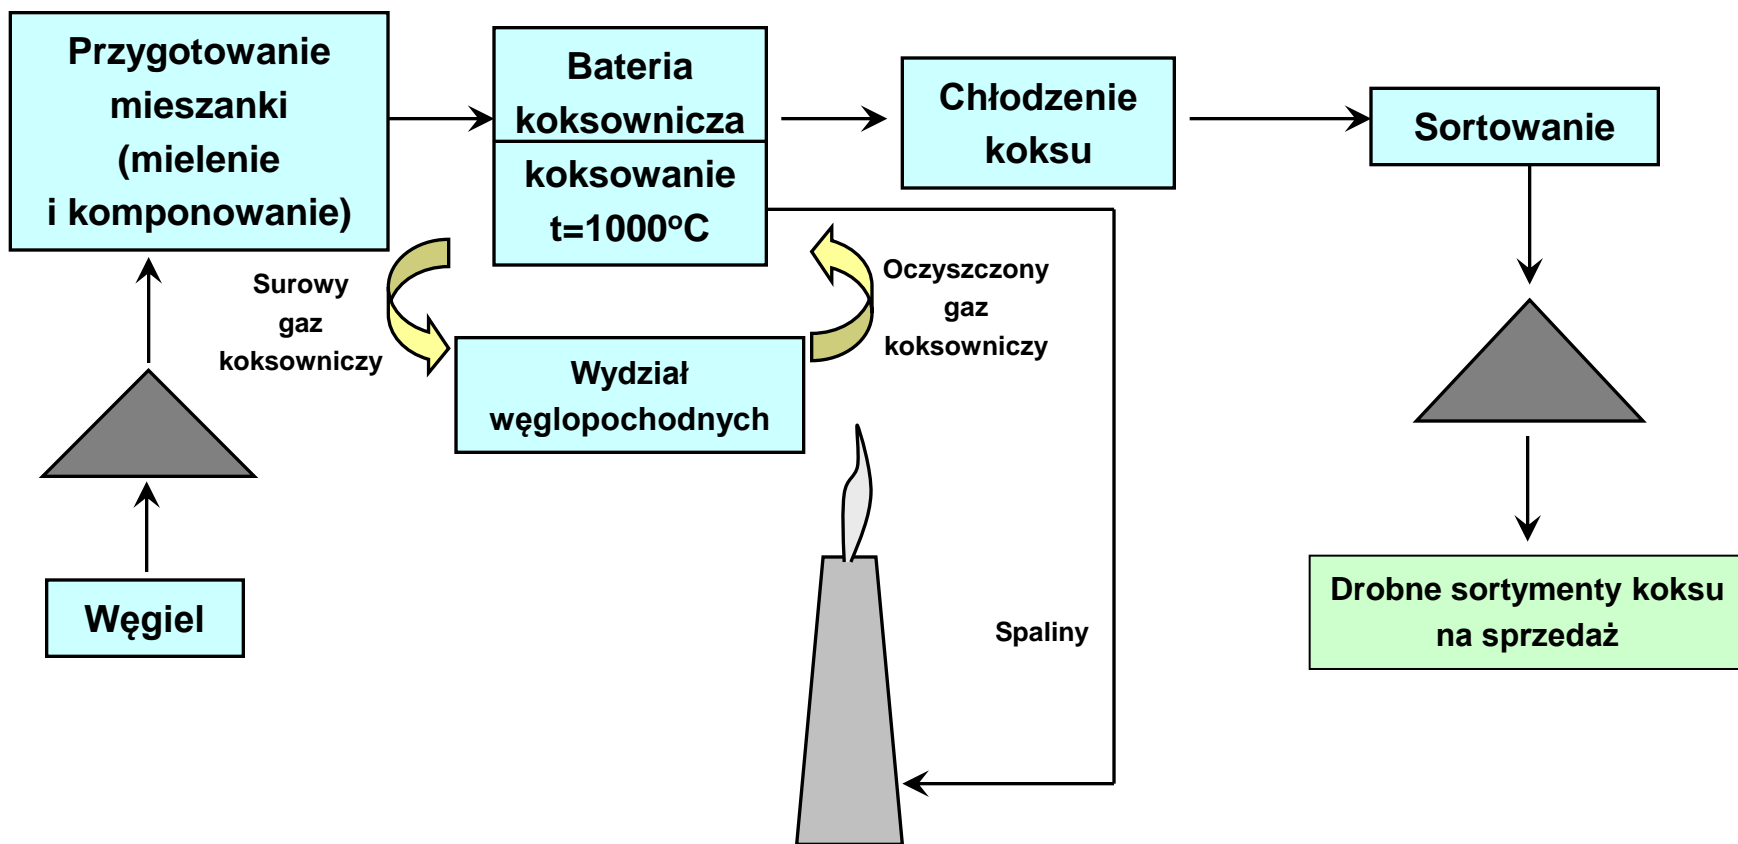 Przygotowanie
mieszanki
(mielenie
i komponowanie)
Bateria
koksownicza
koksowanie
t=1000°C
Chłodzenie
koksu
Sortowanie
Surowy
gaz
koksowniczy
Oczyszczony
gaz
koksowniczy
Wydział
węglopochodnych
Węgiel
Spaliny
Drobne sortymenty koksu
na sprzedaż